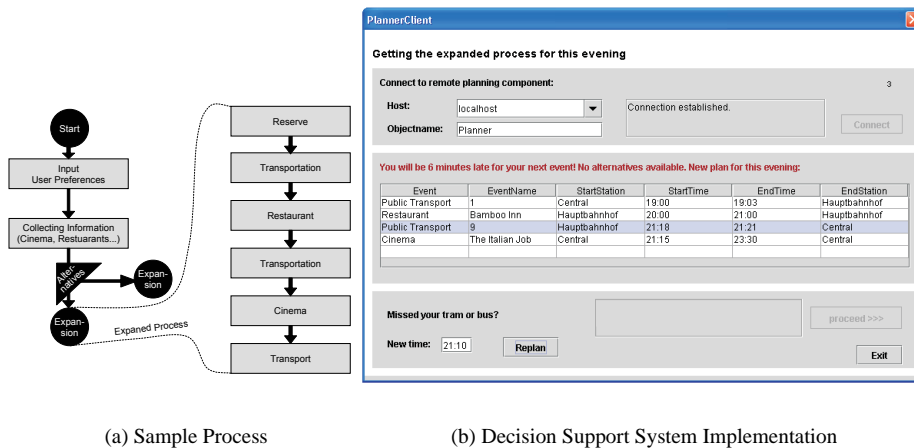 Start
Input
User Preferences
Collecting Information
(Cinema, Restuarants...)
Alter-
natives
Expan-
sion
Expan-
sion
Expaned Process
Reserve
Transportation
Restaurant
Transportation
Cinema
Transport
(a) Sample Process
PlannerClient
Getting the expanded process for this evening
Connect to remote planning component:
3
Host:
localhost
Connection established.
Objectname:
Planner
Connect
You will be 6 minutes late for your next event! No alternatives available. New plan for this evening:
Event EventName StartStation StartTime EndTime EndStation
Public Transport 1 Central 19:00 19:03 Hauptbahnhof
Restaurant Bamboo Inn Hauptbahnhof 20:00 21:00 Hauptbahnhof
Public Transport 9 Hauptbahnhof 21:18 21:21 Central
Cinema The Italian Job Central 21:15 23:30 Central
Missed your tram or bus?
proceed >>>
New time: 21:10 Replan
Exit
(b) Decision Support System Implementation